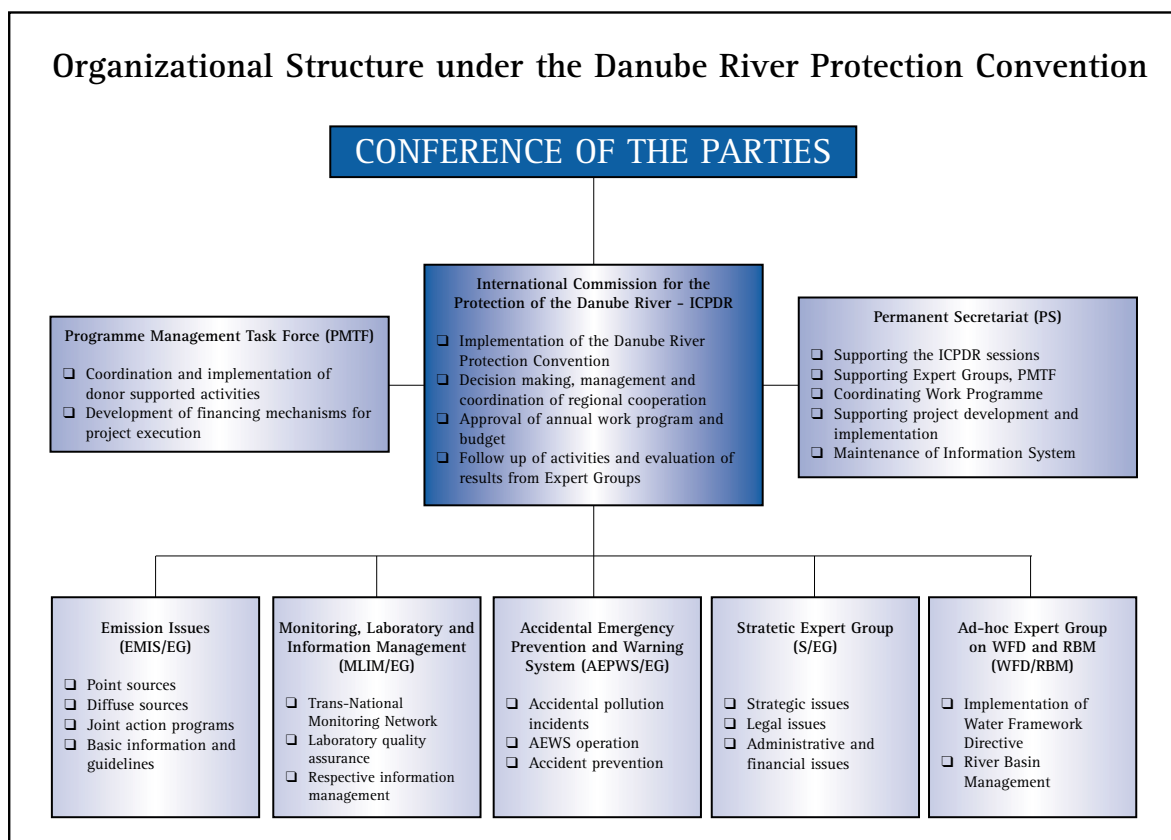 Organizational Structure under the Danube River Protection Convention
CONFERENCE OF THE PARTIES
International Commission for the
Protection of the Danube River - ICPDR
❑ Implementation of the Danube River
Protection Convention
❑ Decision making, management and
coordination of regional cooperation
❑ Approval of annual work program and
budget
❑ Follow up of activities and evaluation of
results from Expert Groups
Programme Management Task Force (PMTF)
❑ Coordination and implementation of
donor supported activities
❑ Development of financing mechanisms for
project execution
Permanent Secretariat (PS)
❑ Supporting the ICPDR sessions
❑ Supporting Expert Groups, PMTF
❑ Coordinating Work Programme
❑ Supporting project development and
implementation
❑ Maintenance of Information System
Emission Issues
(EMIS/EG)
❑ Point sources
❑ Diffuse sources
❑ Joint action programs
❑ Basic information and
guidelines
Monitoring, Laboratory and
Information Management
(MLIM/EG)
❑ Trans-National
Monitoring Network
❑ Laboratory quality
assurance
❑ Respective information
management
Accidental Emergency
Prevention and Warning
System (AEPWS/EG)
❑ Accidental pollution
incidents
❑ AEWS operation
❑ Accident prevention
Stratetic Expert Group
(S/EG)
❑ Strategic issues
❑ Legal issues
❑ Administrative and
financial issues
Ad-hoc Expert Group
on WFD and RBM
(WFD/RBM)
❑ Implementation of
Water Framework
Directive
❑ River Basin
Management